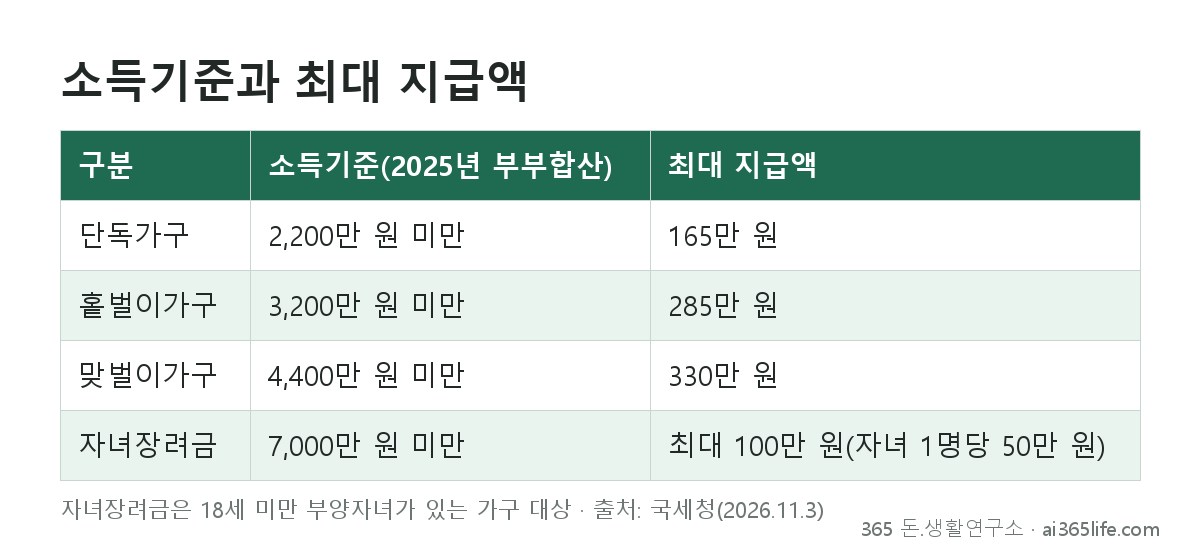 소득기준과 최대 지급액
구분 소득기준(2025년 부부합산) 최대 지급액
단독가구 2,200만 원 미만 165만 원
홑벌이가구 3,200만 원 미만 285만 원
맞벌이가구 4,400만 원 미만 330만 원
자녀장려금 7,000만 원 미만 최대 100만 원(자녀 1명당 50만 원)
자녀장려금은 18세 미만 부양자녀가 있는 가구 대상 · 출처: 국세청(2026.11.3)
365 돈.생활연구소 · ai365life.com